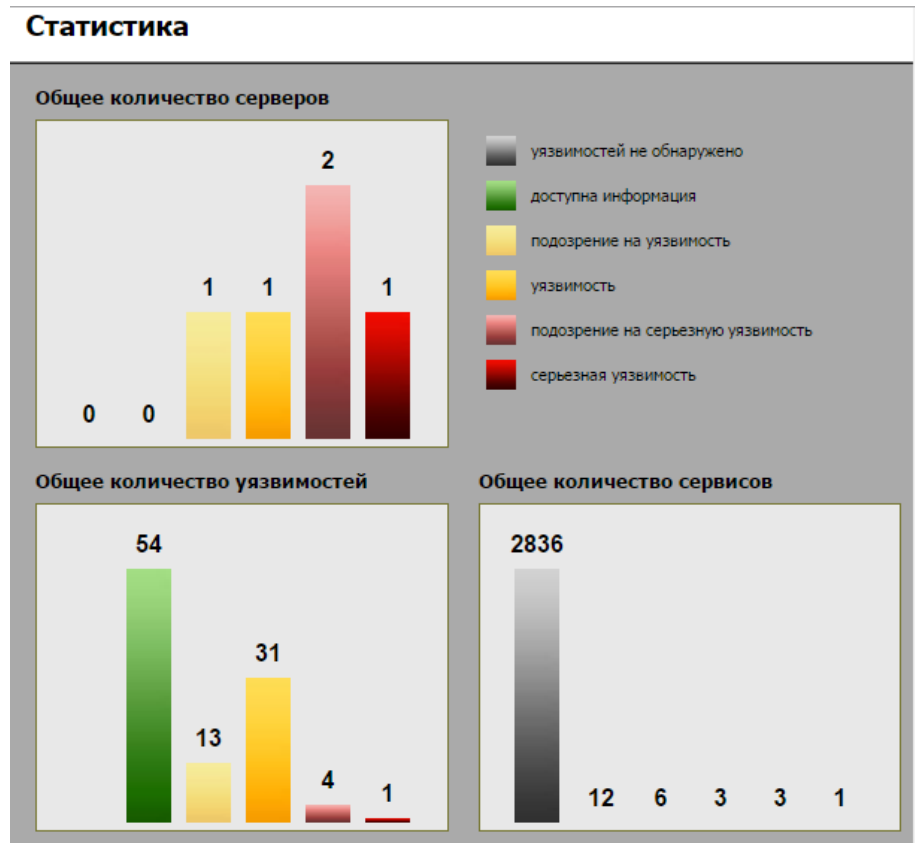 Статистика
Общее количество серверов
2
1 1 1
0 0
уязвимостей не обнаружено
доступна информация
подозрение на уязвимость
уязвимость
подозрение на серьезную уязвимость
серьезная уязвимость
Общее количество уязвимостей
54
31
13
4
1
Общее количество сервисов
2836
12 6 3 3 1